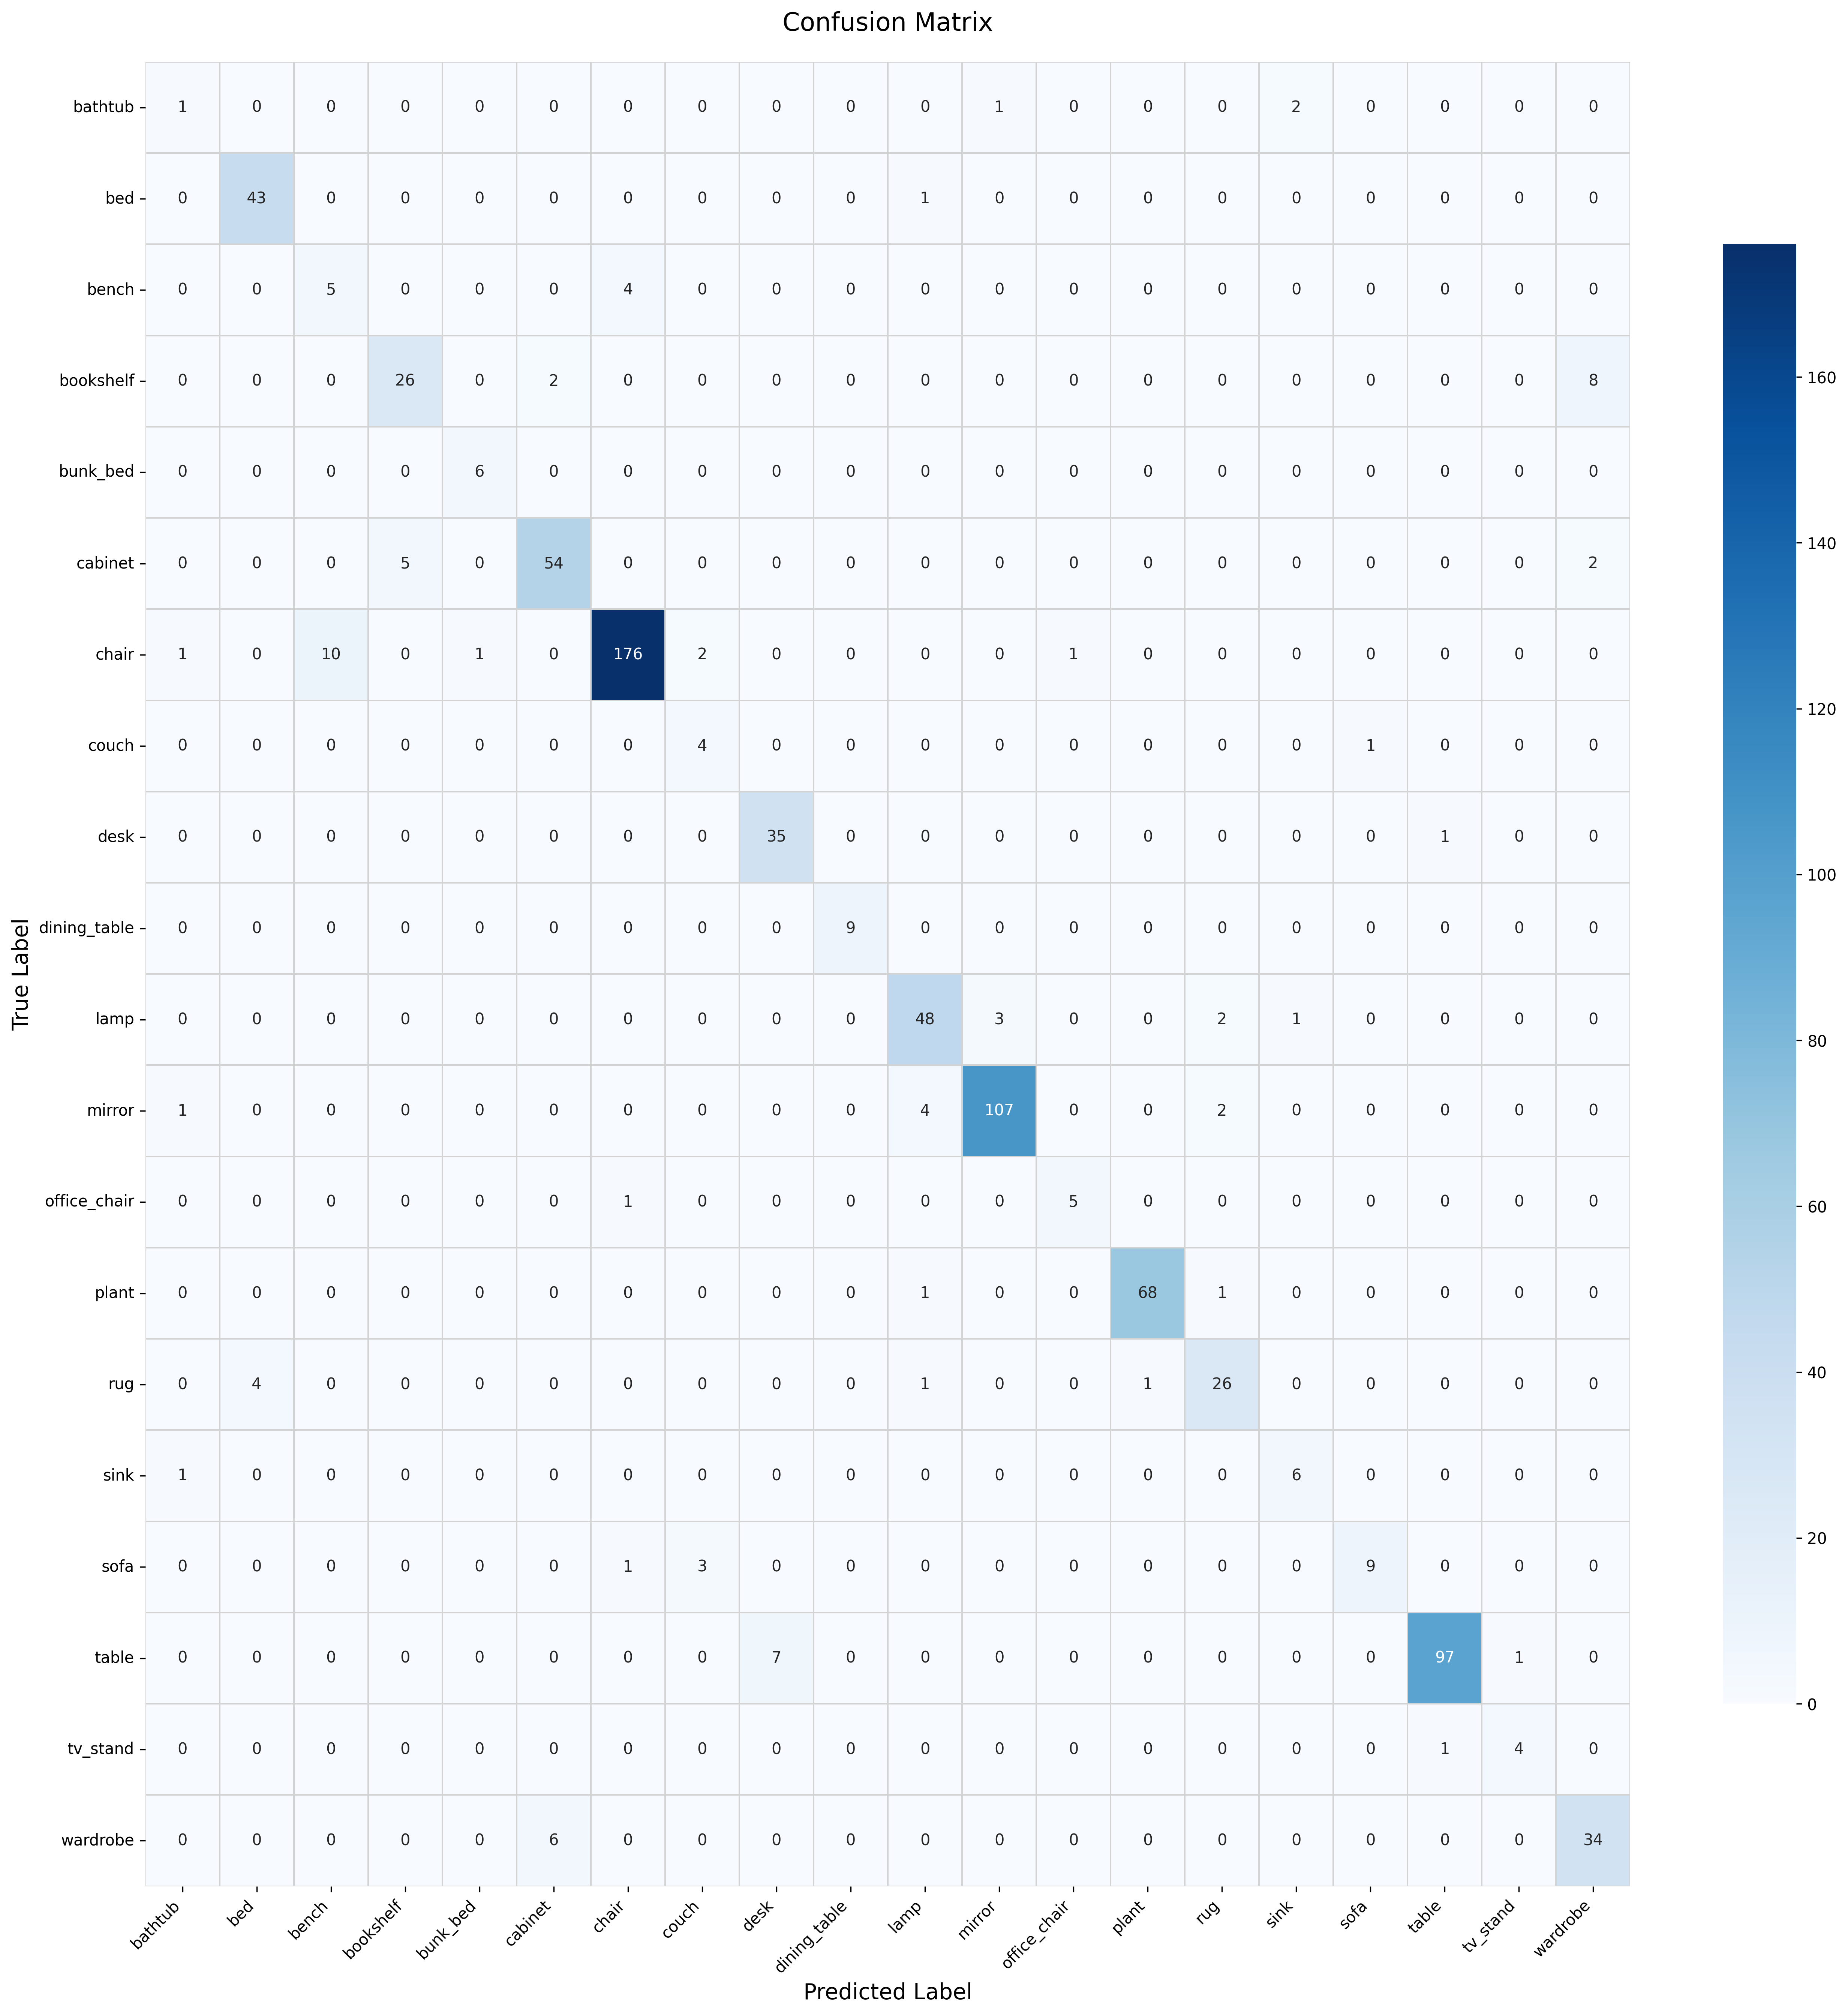 Confusion Matrix
bathtub 1 0 0 0 0 0 0 0 0 0 0 1 0 0 0 2 0 0 0 0
bed 0 43 0 0 0 0 0 0 0 0 1 0 0 0 0 0 0 0 0 0
bench 0 0 5 0 0 0 4 0 0 0 0 0 0 0 0 0 0 0 0 0
bookshelf 0 0 0 26 0 2 0 0 0 0 0 0 0 0 0 0 0 0 0 8
160
bunk_bed 0 0 0 0 6 0 0 0 0 0 0 0 0 0 0 0 0 0 0 0
140
cabinet 0 0 0 5 0 54 0 0 0 0 0 0 0 0 0 0 0 0 0 2
chair 1 0 10 0 1 0 176 2 0 0 0 0 1 0 0 0 0 0 0 0
120
couch 0 0 0 0 0 0 0 4 0 0 0 0 0 0 0 0 1 0 0 0
desk 0 0 0 0 0 0 0 0 35 0 0 0 0 0 0 0 0 1 0 0
100
dining_table 0 0 0 0 0 0 0 0 0 9 0 0 0 0 0 0 0 0 0 0
True Label
lamp 0 0 0 0 0 0 0 0 0 0 48 3 0 0 2 1 0 0 0 0
80
mirror 1 0 0 0 0 0 0 0 0 0 4 107 0 0 2 0 0 0 0 0
office_chair 0 0 0 0 0 0 1 0 0 0 0 0 5 0 0 0 0 0 0 0
60
plant 0 0 0 0 0 0 0 0 0 0 1 0 0 68 1 0 0 0 0 0
40
rug 0 4 0 0 0 0 0 0 0 0 1 0 0 1 26 0 0 0 0 0
sink 1 0 0 0 0 0 0 0 0 0 0 0 0 0 0 6 0 0 0 0
20
sofa 0 0 0 0 0 0 1 3 0 0 0 0 0 0 0 0 9 0 0 0
table 0 0 0 0 0 0 0 0 7 0 0 0 0 0 0 0 0 97 1 0
0
tv_stand 0 0 0 0 0 0 0 0 0 0 0 0 0 0 0 0 0 1 4 0
wardrobe 0 0 0 0 0 6 0 0 0 0 0 0 0 0 0 0 0 0 0 34
bathtub bed bench bookshelf bunk_bed cabinet chair couch desk dining_table lamp mirror office_chair plant rug sink sofa table tv_stand wardrobe
Predicted Label